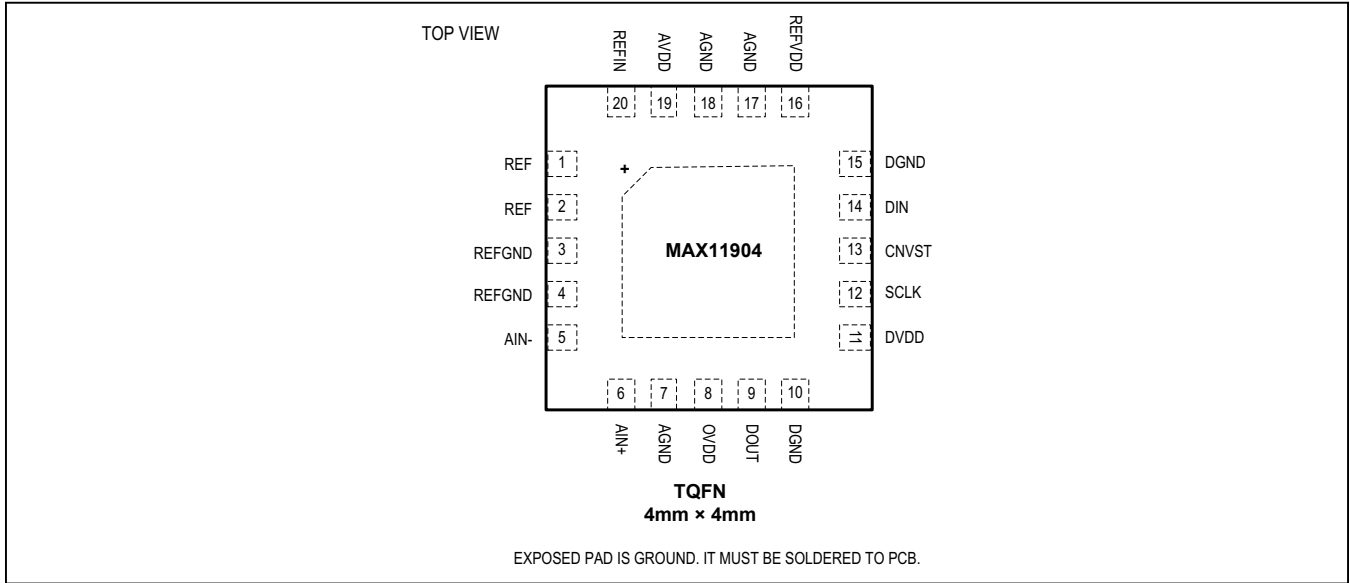 TOP VIEW
REFIN
AVDD
AGND
AGND
REFVDD
20
19
18
17
16
REF 1
REF 2
REFGND 3
REFGND 4
AIN- 5
+
MAX11904
15 DGND
14 DIN
13 CNVST
12 SCLK
11 DVDD
6
7
8
9
10
AIN+
AGND
OVDD
DOUT
DGND
TQFN
4mm × 4mm
EXPOSED PAD IS GROUND. IT MUST BE SOLDERED TO PCB.